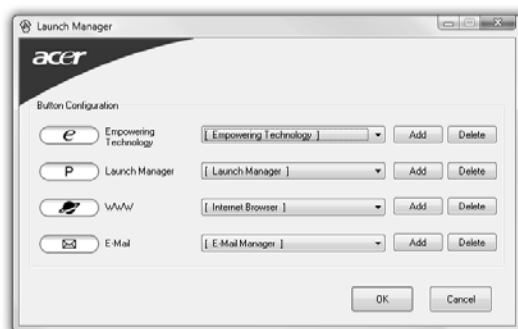 Launch Manager
acer
Button Configuration
e Empowering Technology [ Empowering Technology ] Add Delete
P Launch Manager [ Launch Manager ] Add Delete
WWW [ Internet Browser ] Add Delete
E-Mail [ E-Mail Manager ] Add Delete
OK Cancel